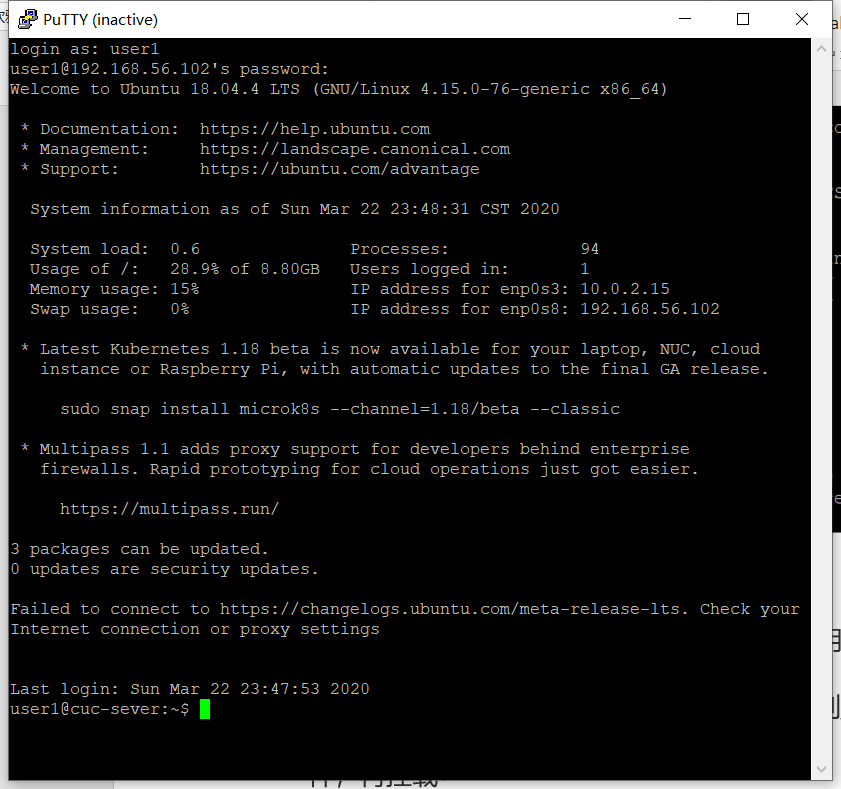 PuTTY (inactive)
login as: user1
user1@192.168.56.102's password:
Welcome to Ubuntu 18.04.4 LTS (GNU/Linux 4.15.0-76-generic x86_64)
* Documentation:  https://help.ubuntu.com
* Management:     https://landscape.canonical.com
* Support:        https://ubuntu.com/advantage
System information as of Sun Mar 22 23:48:31 CST 2020
System load:  0.6               Processes:             94
Usage of /:   28.9% of 8.80GB   Users logged in:       1
Memory usage: 15%               IP address for enp0s3: 10.0.2.15
Swap usage:   0%                IP address for enp0s8: 192.168.56.102
* Latest Kubernetes 1.18 beta is now available for your laptop, NUC, cloud
instance or Raspberry Pi, with automatic updates to the final GA release.
sudo snap install microk8s --channel=1.18/beta --classic
* Multipass 1.1 adds proxy support for developers behind enterprise
firewalls. Rapid prototyping for cloud operations just got easier.
https://multipass.run/
3 packages can be updated.
0 updates are security updates.
Failed to connect to https://changelogs.ubuntu.com/meta-release-lts. Check your
Internet connection or proxy settings
Last login: Sun Mar 22 23:47:53 2020
user1@cuc-sever:~$